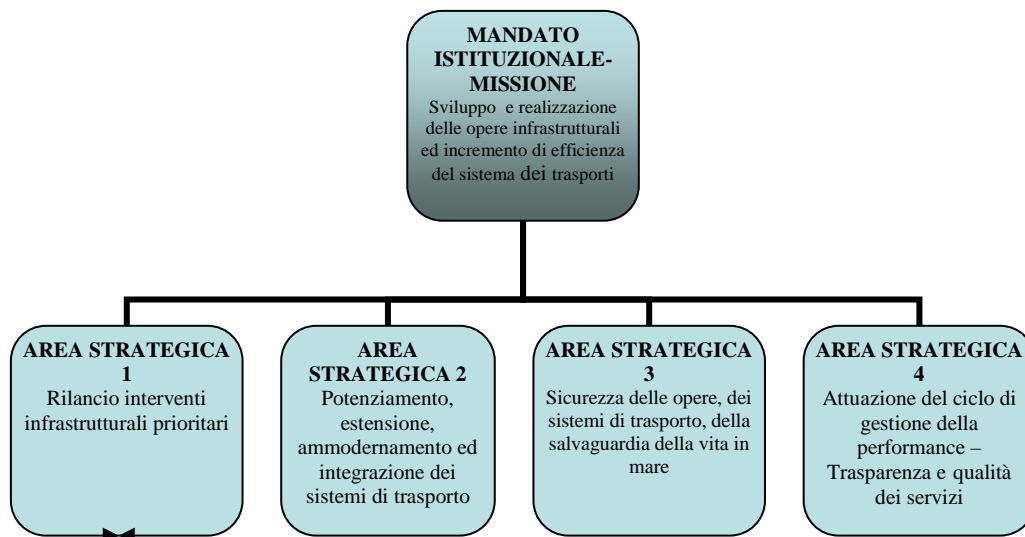 MANDATO
ISTITUZIONALE-
MISSIONE
Sviluppo e realizzazione
delle opere infrastrutturali
ed incremento di efficienza
del sistema dei trasporti
AREA STRATEGICA
1
Rilancio interventi
infrastrutturali prioritari
AREA
STRATEGICA 2
Potenziamento,
estensione,
ammodernamento ed
integrazione dei
sistemi di trasporto
AREA STRATEGICA
3
Sicurezza delle opere, dei
sistemi di trasporto, della
salvaguardia della vita in
mare
AREA STRATEGICA
4
Attuazione del ciclo di
gestione della
performance –
Trasparenza e qualità
dei servizi